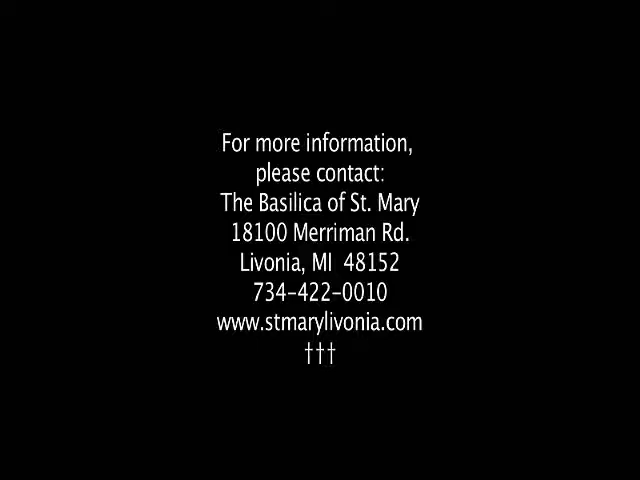 For more information,
please contact:
The Basilica of St. Mary
18100 Merriman Rd.
Livonia, MI  48152
734-422-0010
www.stmarylivonia.com
†††